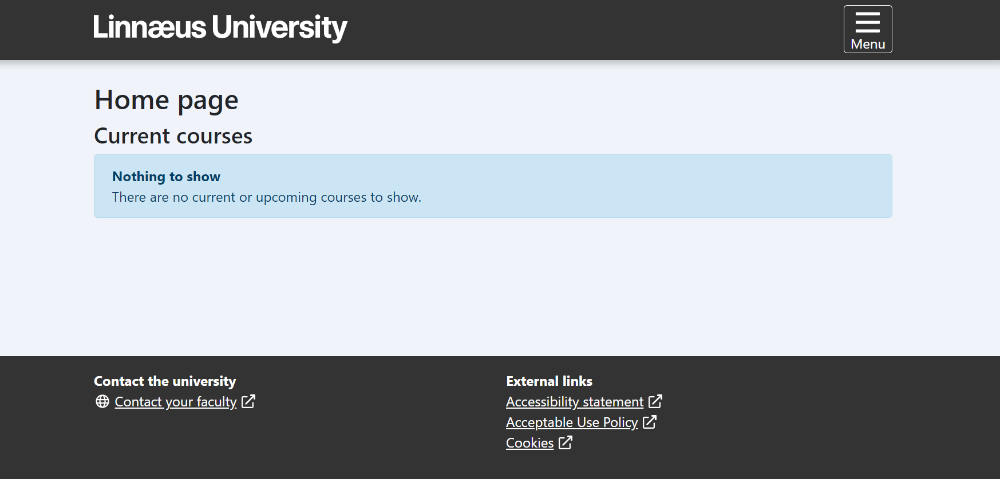 Linnæus University
Menu
Home page
Current courses
Nothing to show
There are no current or upcoming courses to show.
Contact the university
Contact your faculty
External links
Accessibility statement
Acceptable Use Policy
Cookies